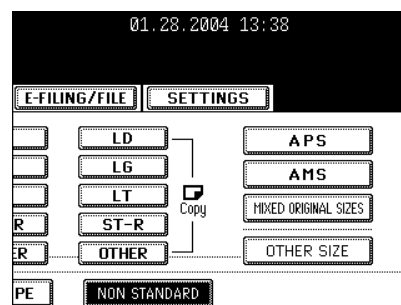 01.28.2004 13:38
E-FILING/FILE SETTINGS
LD APS
LG AMS
LT Copy MIXED ORIGINAL SIZES
R ST-R
ER OTHER OTHER SIZE
PE NON STANDARD